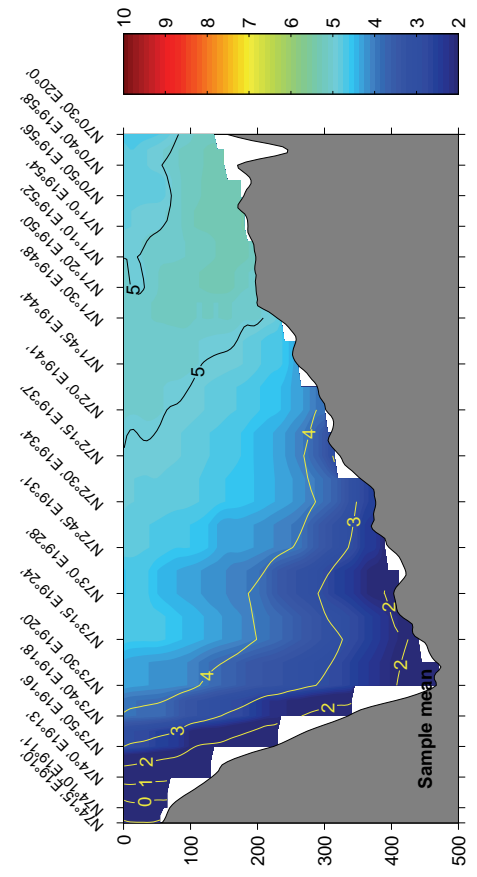 N74°15' E19°10'
N74°10' E19°11'
N74°0' E19°13'
N73°50' E19°16'
N73°40' E19°18'
N73°30' E19°20'
N73°15' E19°24'
N73°0' E19°28'
N72°45' E19°31'
N72°30' E19°34'
N72°15' E19°37'
N72°0' E19°41'
N71°45' E19°44'
N71°30' E19°48'
N71°20' E19°50'
N71°10' E19°52'
N71°0' E19°54'
N70°50' E19°56'
N70°40' E19°58'
N70°30' E20°0'
0
100
200
300
400
500
0
1
2
3
4
5
5
4
3
2
2
2
Sample mean
10
9
8
7
6
5
4
3
2